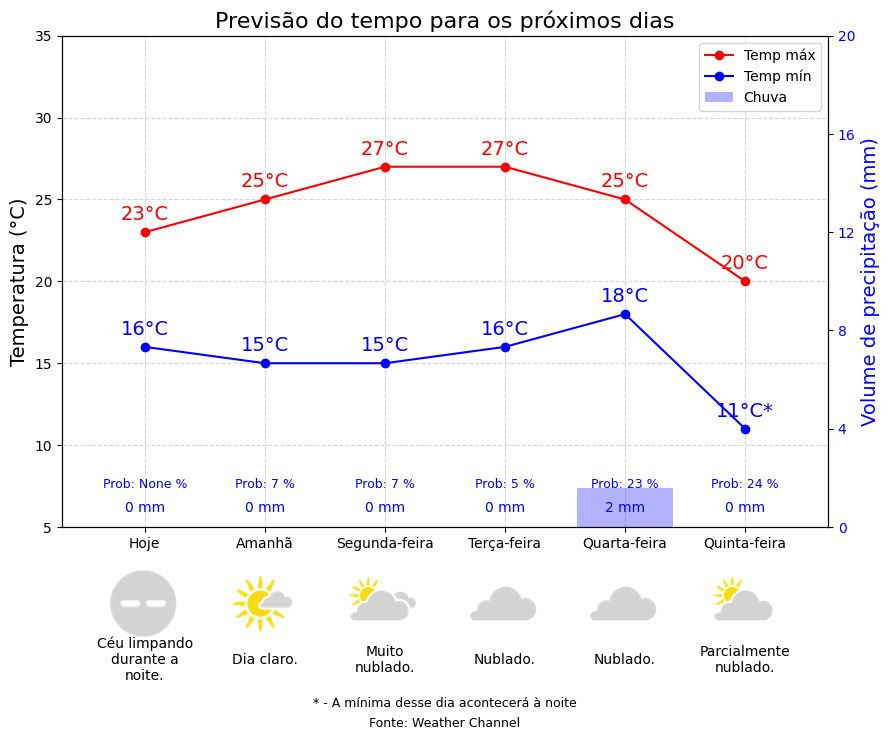 Previsão do tempo para os próximos dias
35
30
25
20
15
10
5
Temperatura (°C)
20
16
12
8
4
0
Volume de precipitação (mm)
Temp máx
Temp mín
Chuva
23°C
25°C
27°C
27°C
25°C
20°C
16°C
15°C
15°C
16°C
18°C
11°C*
Prob: None %
Prob: 7 %
Prob: 7 %
Prob: 5 %
Prob: 23 %
Prob: 24 %
0 mm
0 mm
0 mm
0 mm
2 mm
0 mm
Hoje
Amanhã
Segunda-feira
Terça-feira
Quarta-feira
Quinta-feira
Céu limpando
durante a
noite.
Dia claro.
Muito
nublado.
Nublado.
Nublado.
Parcialmente
nublado.
* - A mínima desse dia acontecerá à noite
Fonte: Weather Channel